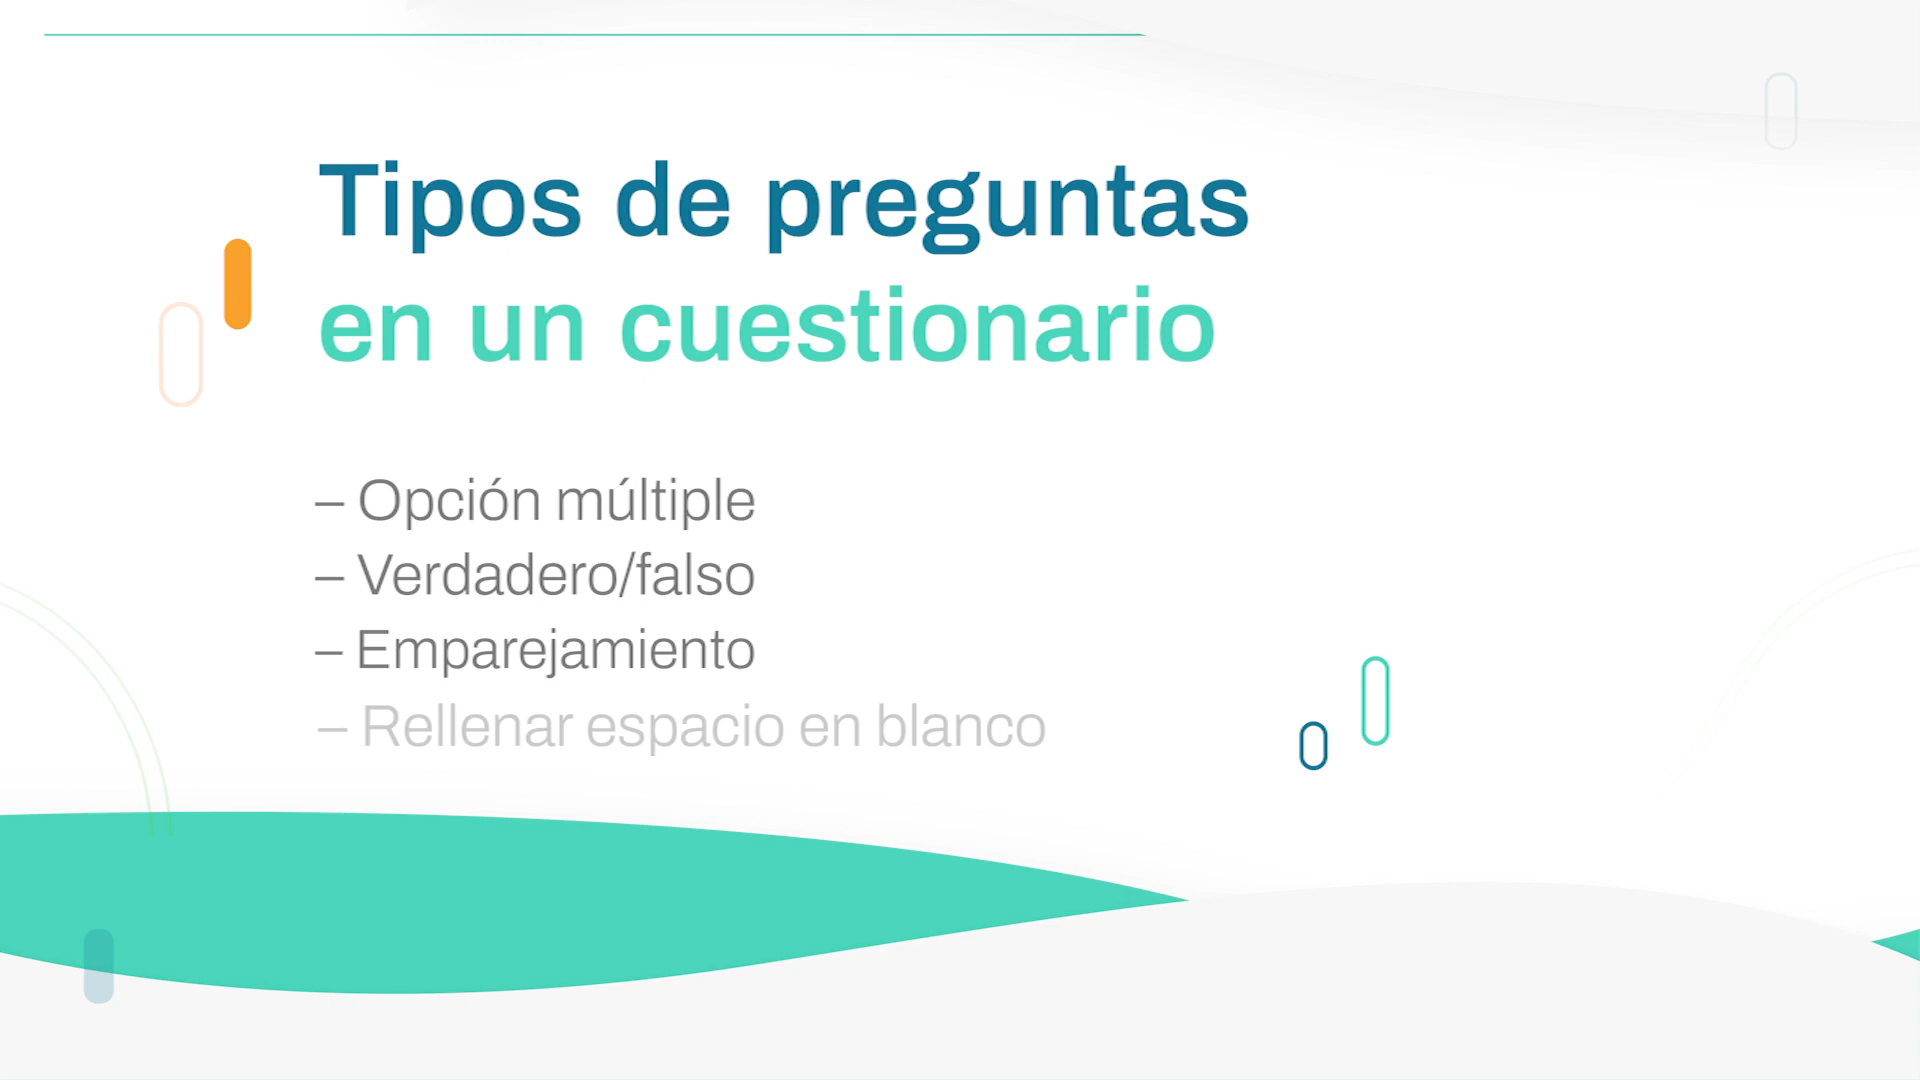 Tipos de preguntas
en un cuestionario
– Opción múltiple
– Verdadero/falso
– Emparejamiento
– Rellenar espacio en blanco